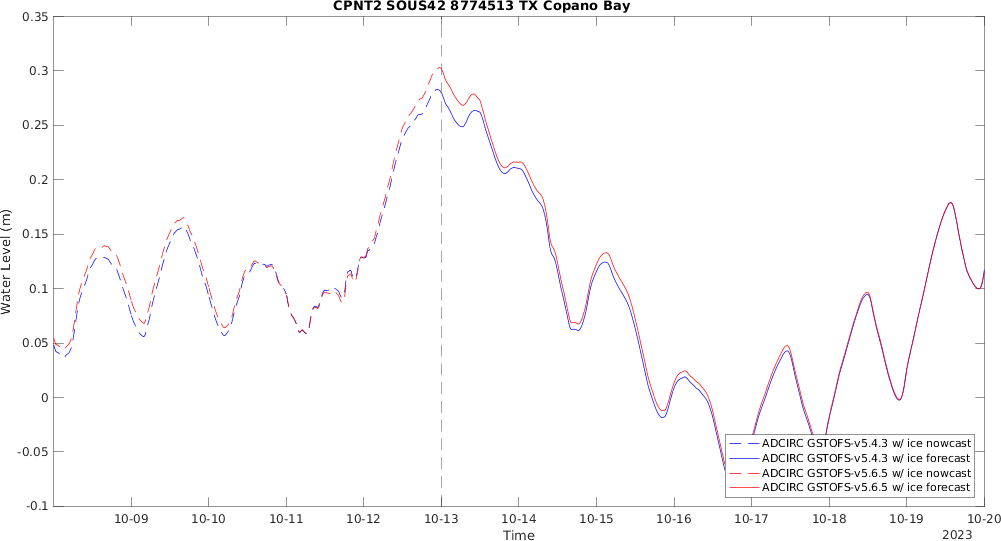 CPNT2 SOUS42 8774513 TX Copano Bay
0.35
0.3
0.25
0.2
0.15
0.1
0.05
0
-0.05
-0.1
Water Level (m)
10-09 10-10 10-11 10-12 10-13 10-14 10-15 10-16 10-17 10-18 10-19 10-20
Time
2023
ADCIRC GSTOFS-v5.4.3 w/ ice nowcast
ADCIRC GSTOFS-v5.4.3 w/ ice forecast
ADCIRC GSTOFS-v5.6.5 w/ ice nowcast
ADCIRC GSTOFS-v5.6.5 w/ ice forecast